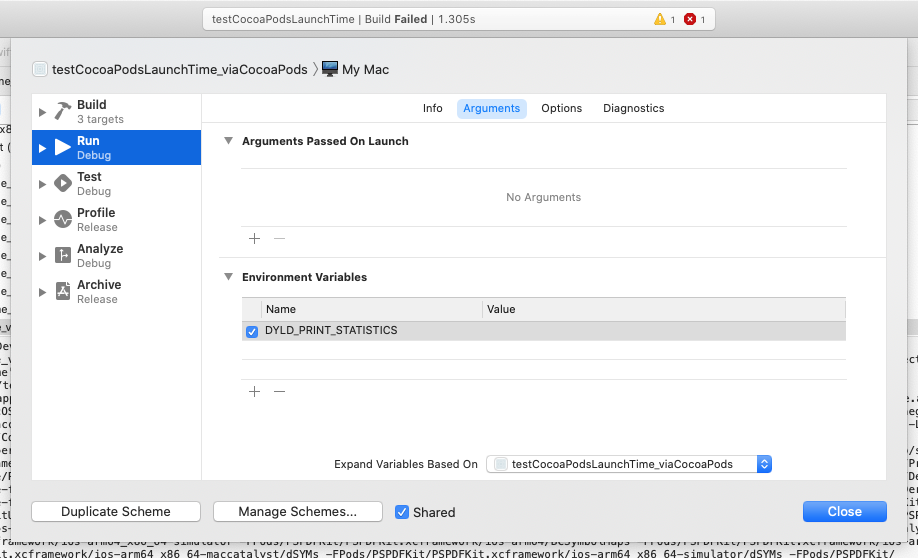 testCocoaPodsLaunchTime | Build Failed | 1.305s
1
1
testCocoaPodsLaunchTime_viaCocoaPods
My Mac
Build
3 targets
Run
Debug
Test
Debug
Profile
Release
Analyze
Debug
Archive
Release
Info
Arguments
Options
Diagnostics
Arguments Passed On Launch
No Arguments
Environment Variables
Name
Value
DYLD_PRINT_STATISTICS
Expand Variables Based On
testCocoaPodsLaunchTime_viaCocoaPods
Duplicate Scheme
Manage Schemes...
Shared
Close
t.xcframework/ios-arm64_x86_64-maccatalyst/dSYMs -FPods/PSPDFKit/PSPDFKit.xcframework/ios-arm64_x86_64-simulator/dSYMs -FPods/PSPDFKit/